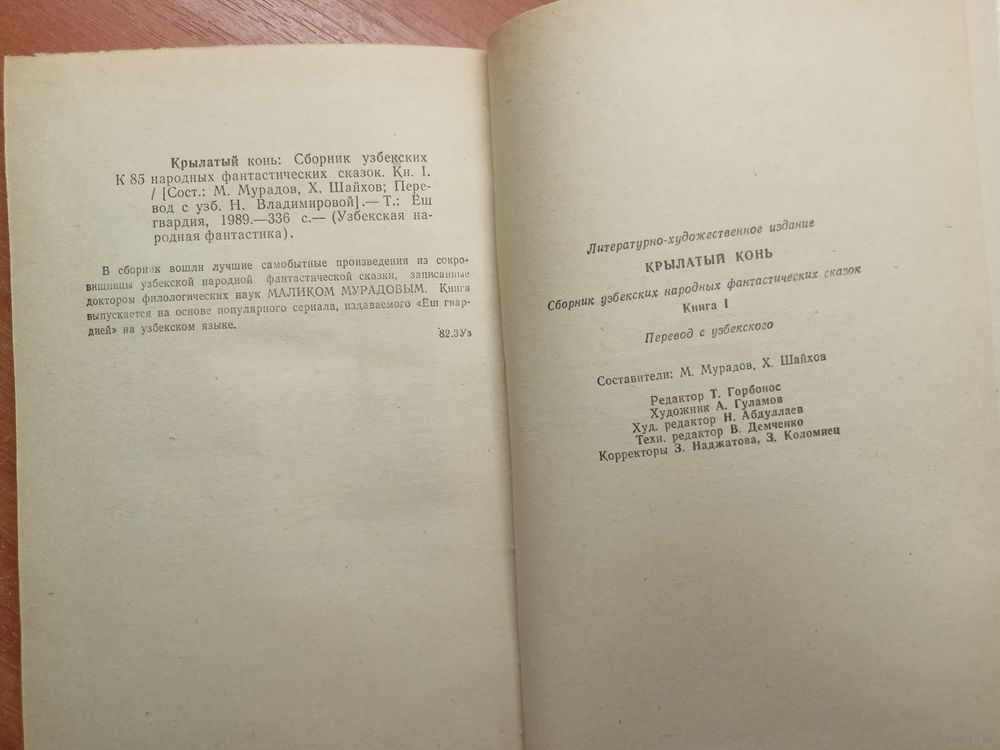 Крылатый конь: Сборник узбекских
К 85 народных фантастических сказок. Кн. I.
/ [Сост.: М. Мурадов, Х. Шайхов; Пере-
вод с узб. Н. Владимировой].— Т.: Ёш
гвардия, 1989.—336 с.— (Узбекская на-
родная фантастика).
В сборник вошли лучшие самобытные произведения из сокро-
вищницы узбекской народной фантастической сказки, записанные
доктором филологических наук МАЛИКОМ МУРАДОВЫМ. Книга
выпускается на основе популярного сериала, издаваемого «Ёш гвар-
дией» на узбекском языке.
82.3Уз
Литературно-художественное издание
КРЫЛАТЫЙ КОНЬ
Сборник узбекских народных фантастических сказок
Книга I
Перевод с узбекского
Составители: М. Мурадов, Х. Шайхов
Редактор Т. Горбонос
Художник А. Гуламов
Худ. редактор Н. Абдуллаев
Техн. редактор В. Демченко
Корректоры З. Наджатова, З. Коломиец